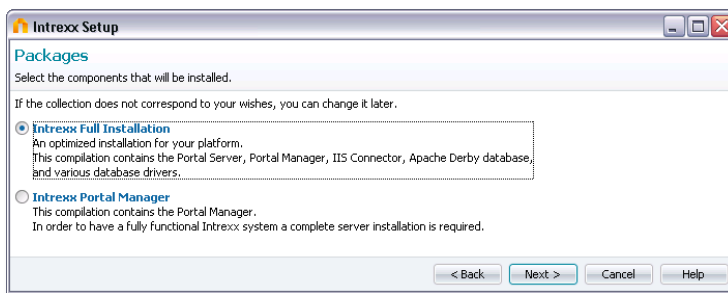 Intrexx Setup
Packages
Select the components that will be installed.
If the collection does not correspond to your wishes, you can change it later.
Intrexx Full Installation
An optimized installation for your platform.
This compilation contains the Portal Server, Portal Manager, IIS Connector, Apache Derby database,
and various database drivers.
Intrexx Portal Manager
This compilation contains the Portal Manager.
In order to have a fully functional Intrexx system a complete server installation is required.
< Back Next > Cancel Help